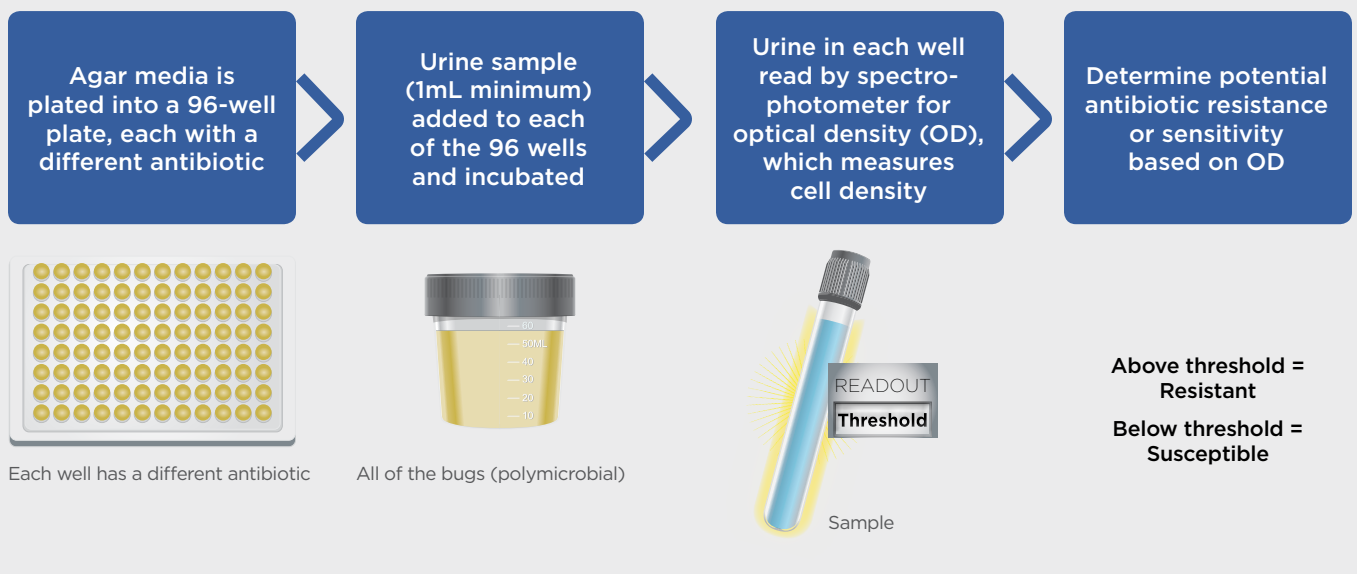 Agar media is
plated into a 96-well
plate, each with a
different antibiotic
Urine sample
(1mL minimum)
added to each
of the 96 wells
and incubated
Urine in each well
read by spectro-
photometer for
optical density (OD),
which measures
cell density
Determine potential
antibiotic resistance
or sensitivity
based on OD
Each well has a different antibiotic
60
50ML
40
30
20
10
All of the bugs (polymicrobial)
READOUT
Threshold
Sample
Above threshold =
Resistant
Below threshold =
Susceptible